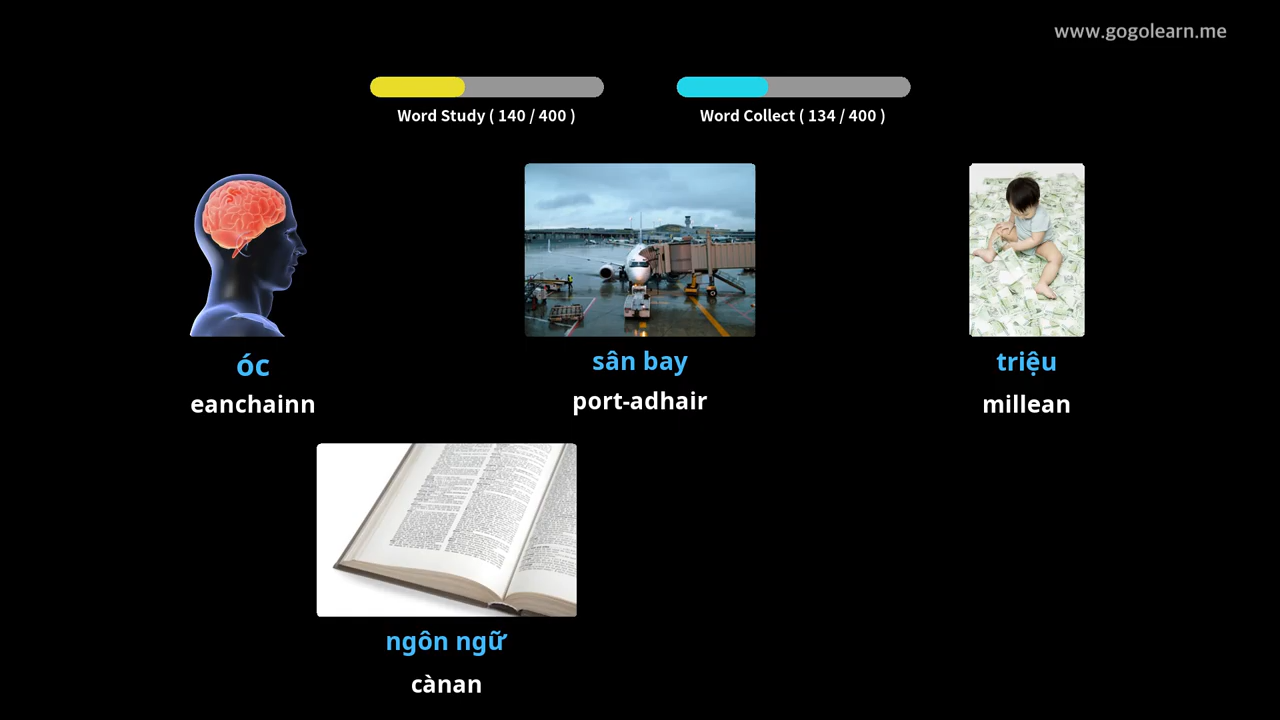 www.gogolearn.me
Word Study ( 140 / 400 )
Word Collect ( 134 / 400 )
óc
eanchainn
sân bay
port-adhair
triệu
millean
ngôn ngữ
cànan